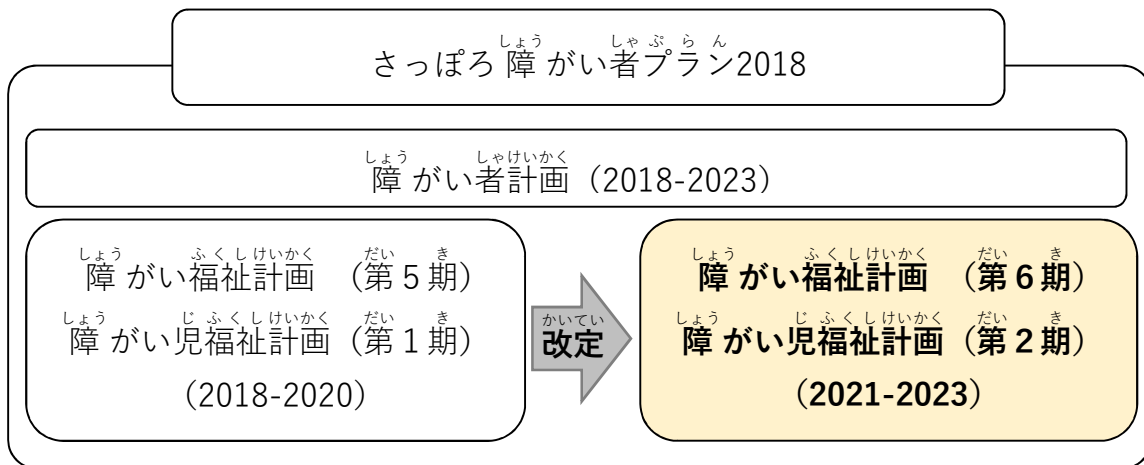 さっぽろ障がい者プラン2018
障がい者計画（2018-2023）
障がい福祉計画（第5期）
障がい児福祉計画（第1期）
（2018-2020）
改定
障がい福祉計画（第6期）
障がい児福祉計画（第2期）
（2021-2023）